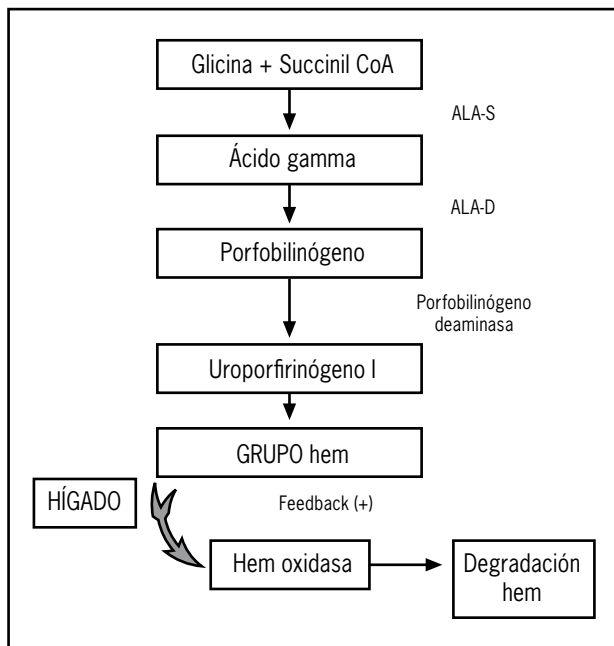 Glicina + Succinil CoA
ALA-S
Ácido gamma
ALA-D
Porfobilinógeno
Porfobilinógeno
deaminasa
Uroporfirinógeno I
GRUPO hem
HÍGADO
Feedback (+)
Hem oxidasa
Degradación
hem